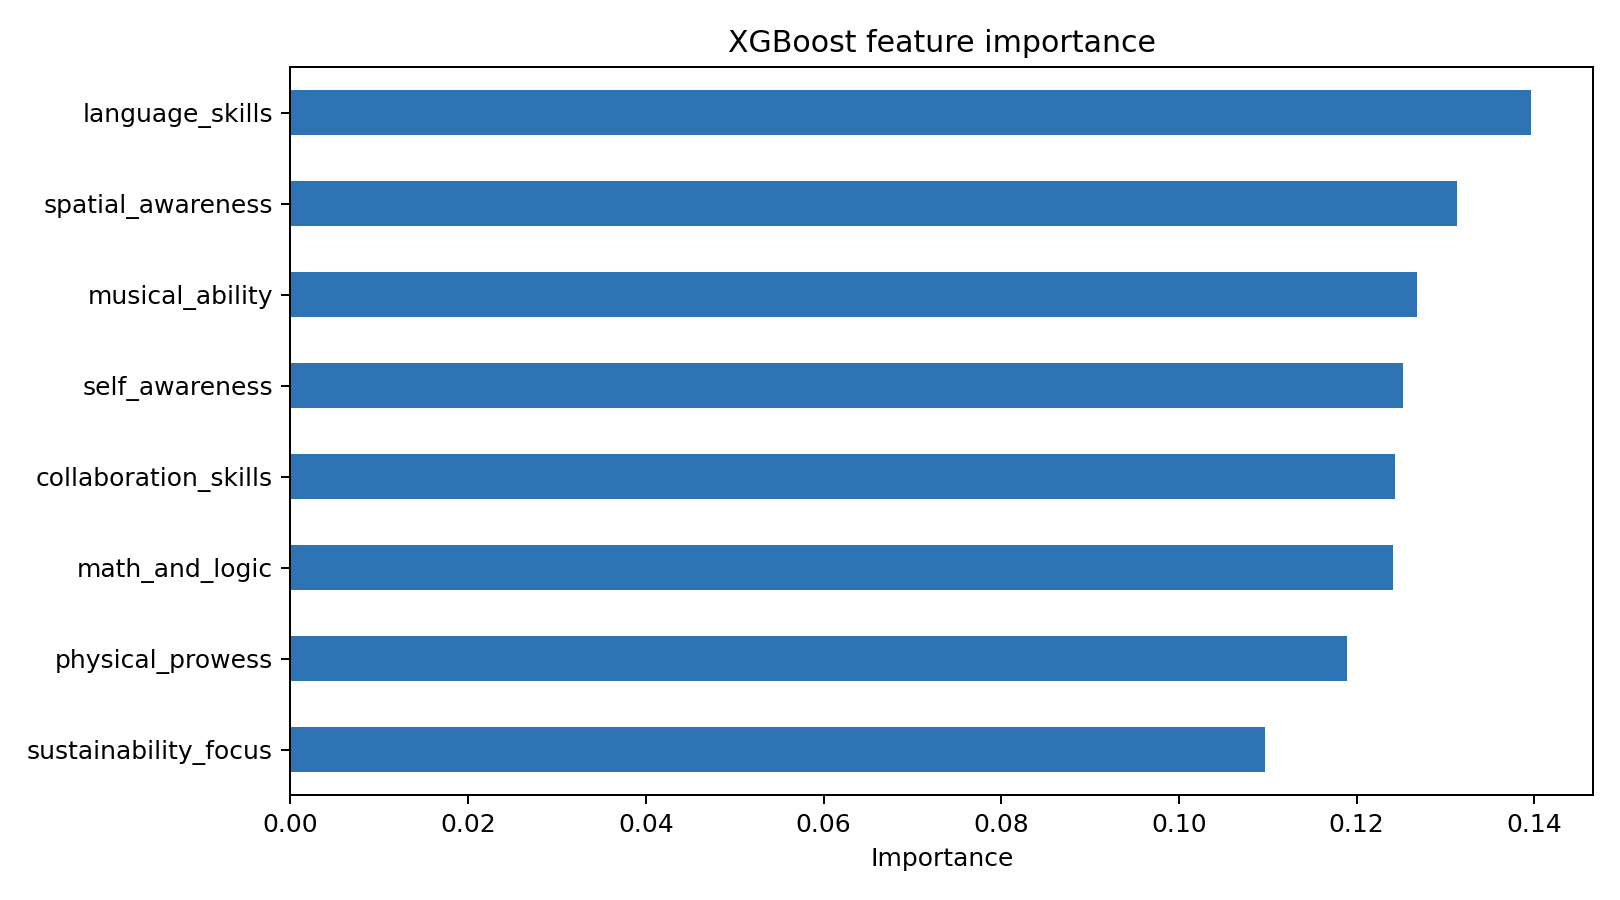 XGBoost feature importance
language_skills
spatial_awareness
musical_ability
self_awareness
collaboration_skills
math_and_logic
physical_prowess
sustainability_focus
0.00 0.02 0.04 0.06 0.08 0.10 0.12 0.14
Importance